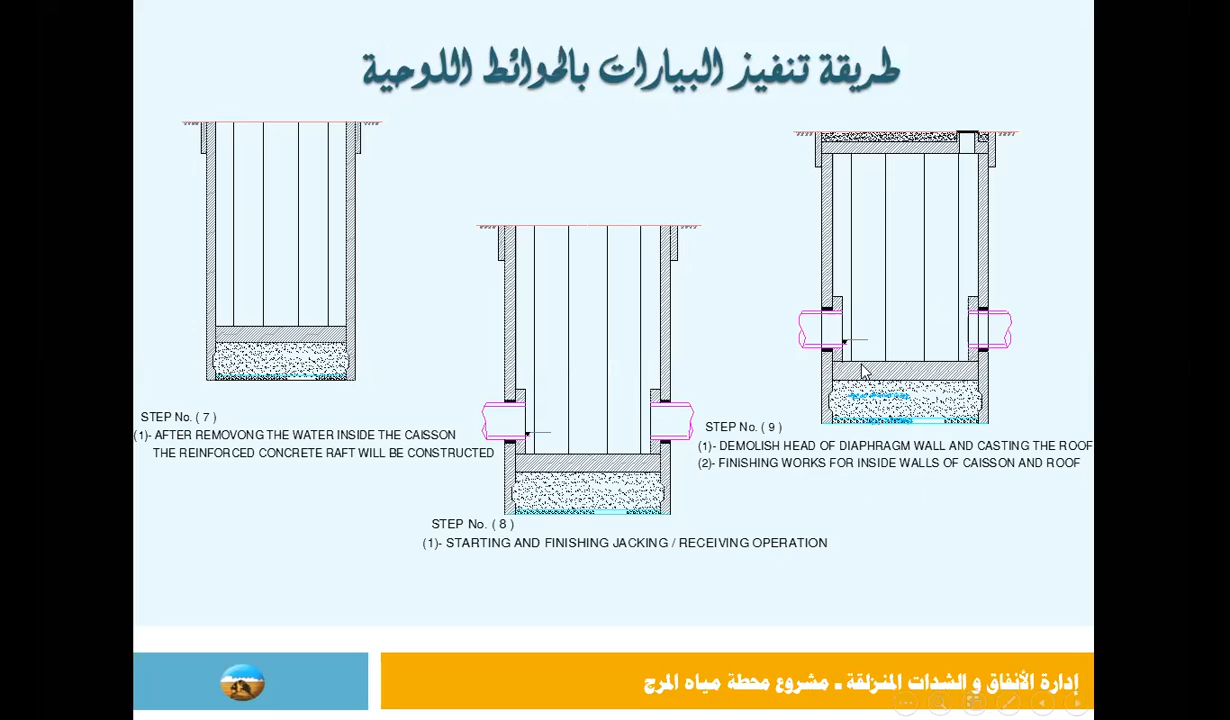 طريقة تنفيذ البيارات بالحوائط اللوحية
STEP No. ( 7 )
(1)- AFTER REMOVONG THE WATER INSIDE THE CAISSON
THE REINFORCED CONCRETE RAFT WILL BE CONSTRUCTED
STEP No. ( 8 )
(1)- STARTING AND FINISHING JACKING / RECEIVING OPERATION
STEP No. ( 9 )
(1)- DEMOLISH HEAD OF DIAPHRAGM WALL AND CASTING THE ROOF
(2)- FINISHING WORKS FOR INSIDE WALLS OF CAISSON AND ROOF
إدارة الأنفاق و الشدات المنزلقة - مشروع محطة مياه المرج